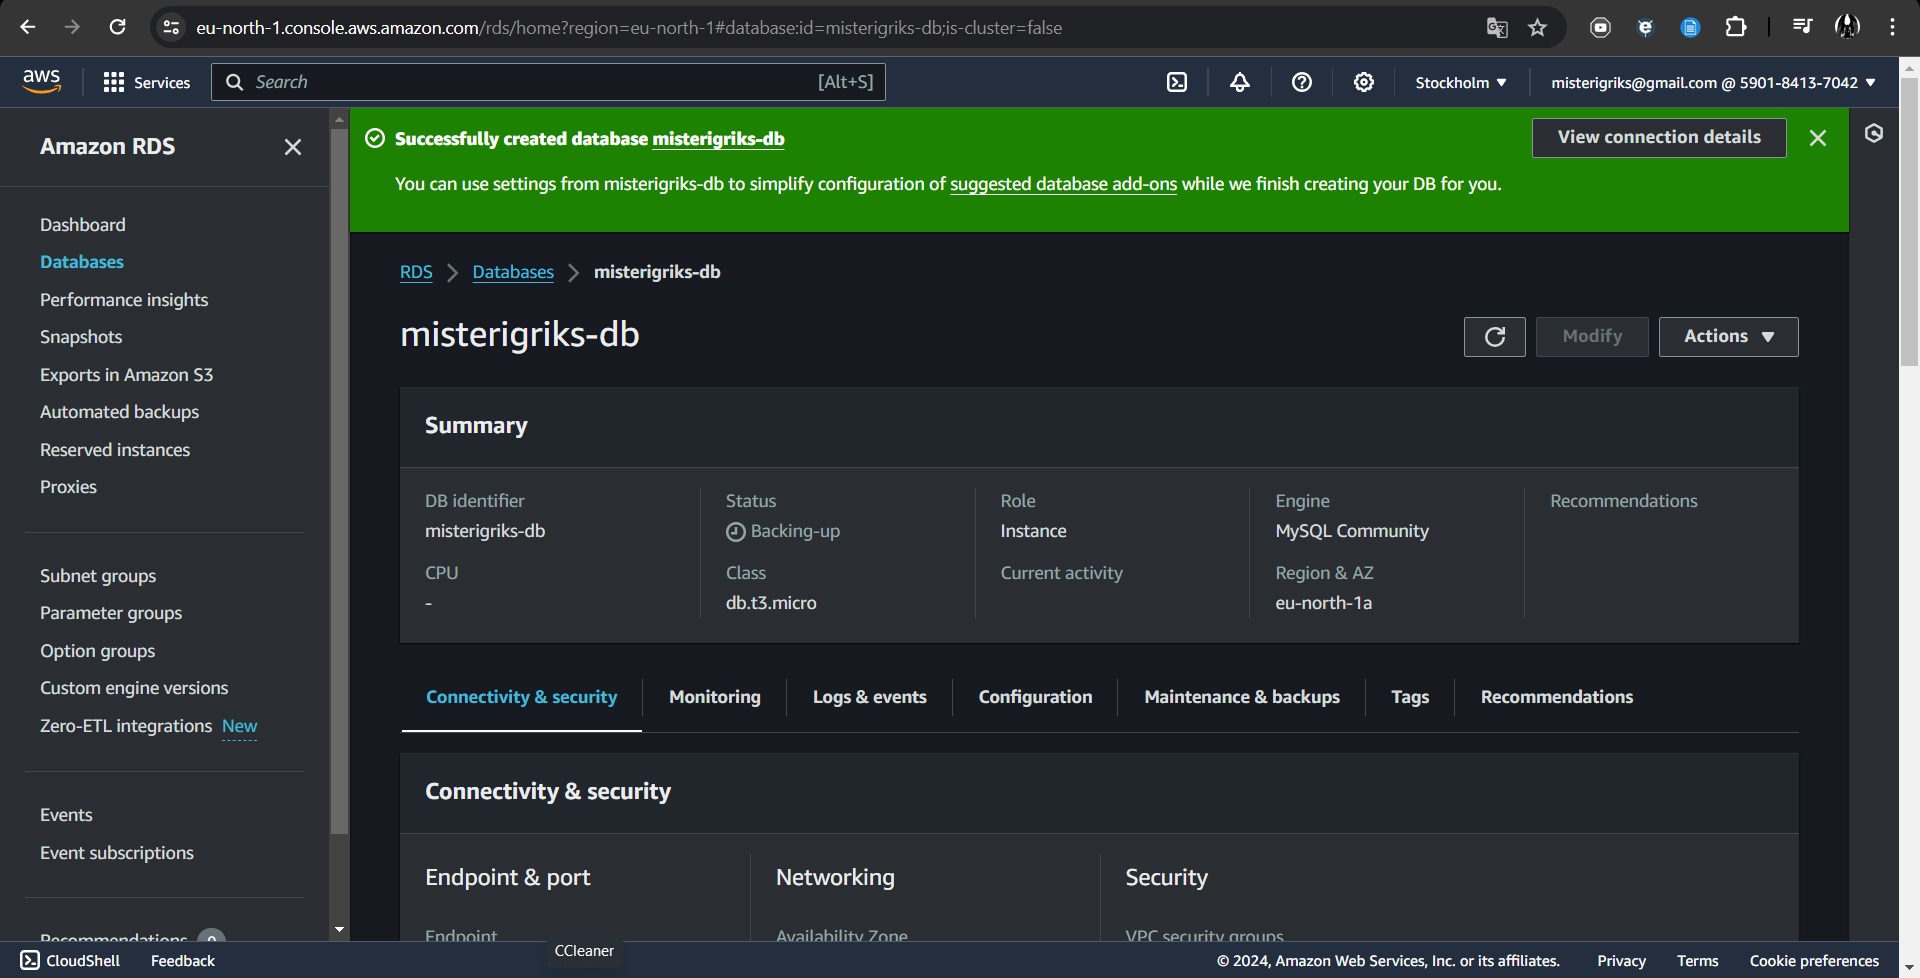 eu-north-1.console.aws.amazon.com/rds/home?region=eu-north-1#database:id=misterigriks-db;is-cluster=false
aws
Services
Search
[Alt+S]
Stockholm
misterigriks@gmail.com @ 5901-8413-7042
Amazon RDS
Dashboard
Databases
Performance insights
Snapshots
Exports in Amazon S3
Automated backups
Reserved instances
Proxies
Subnet groups
Parameter groups
Option groups
Custom engine versions
Zero-ETL integrations New
Events
Event subscriptions
Recommendations
Successfully created database misterigriks-db
View connection details
You can use settings from misterigriks-db to simplify configuration of suggested database add-ons while we finish creating your DB for you.
RDS > Databases > misterigriks-db
misterigriks-db
Modify
Actions
Summary
DB identifier
misterigriks-db
CPU
-
Status
Backing-up
Class
db.t3.micro
Role
Instance
Current activity
Engine
MySQL Community
Region & AZ
eu-north-1a
Recommendations
Connectivity & security
Monitoring
Logs & events
Configuration
Maintenance & backups
Tags
Recommendations
Connectivity & security
Endpoint & port
Endpoint
Networking
Availability Zone
Security
VPC security groups
CCleaner
CloudShell
Feedback
© 2024, Amazon Web Services, Inc. or its affiliates.
Privacy
Terms
Cookie preferences